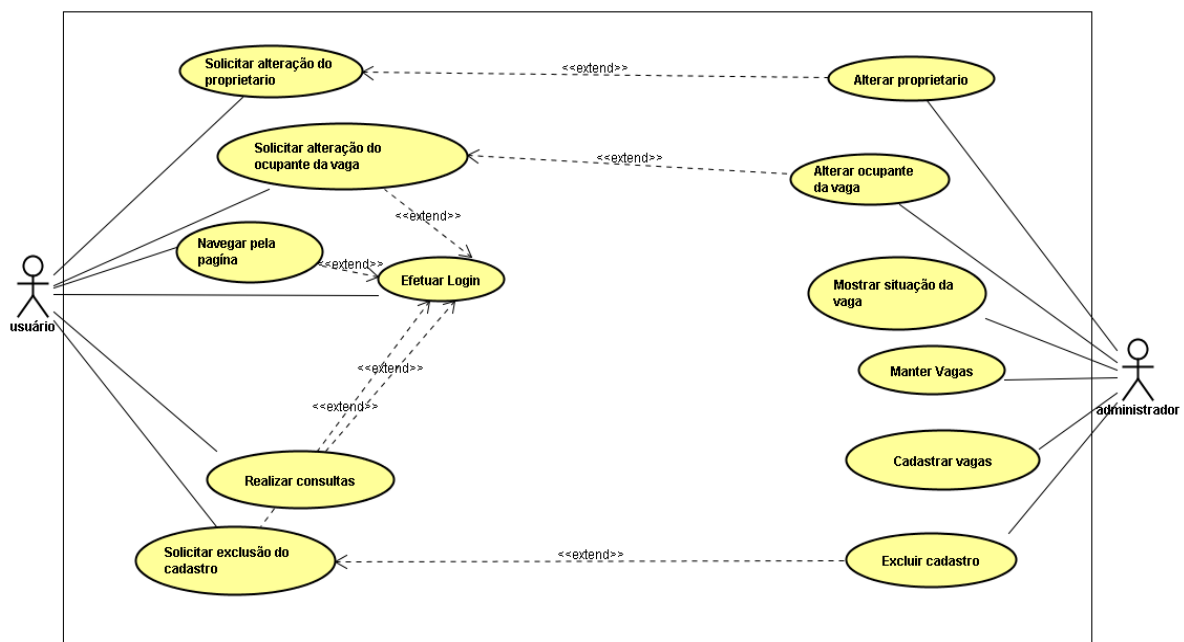 Solicitar alteração do
proprietario
<<extend>>
Alterar proprietario
Solicitar alteração do
ocupante da vaga
<<extend>>
Alterar ocupante
da vaga
<<extend>>
Navegar pela
pagína
<<extend>>
Efetuar Login
Mostrar situação da
vaga
usuário
<<extend>>
Manter Vagas
<<extend>>
administrador
Cadastrar vagas
Realizar consultas
Solicitar exclusão do
cadastro
<<extend>>
Excluir cadastro